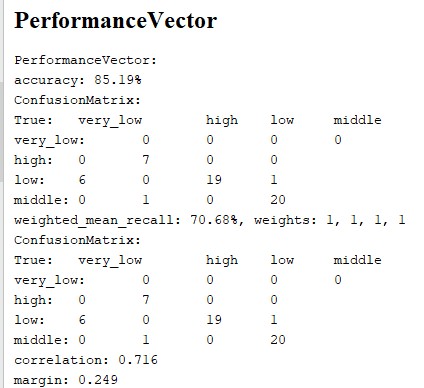 PerformanceVector
PerformanceVector:
accuracy: 85.19%
ConfusionMatrix:
True: very_low high low middle
very_low: 0 0 0 0
high: 0 7 0 0
low: 6 0 19 1
middle: 0 1 0 20
weighted_mean_recall: 70.68%, weights: 1, 1, 1, 1
ConfusionMatrix:
True: very_low high low middle
very_low: 0 0 0 0
high: 0 7 0 0
low: 6 0 19 1
middle: 0 1 0 20
correlation: 0.716
margin: 0.249